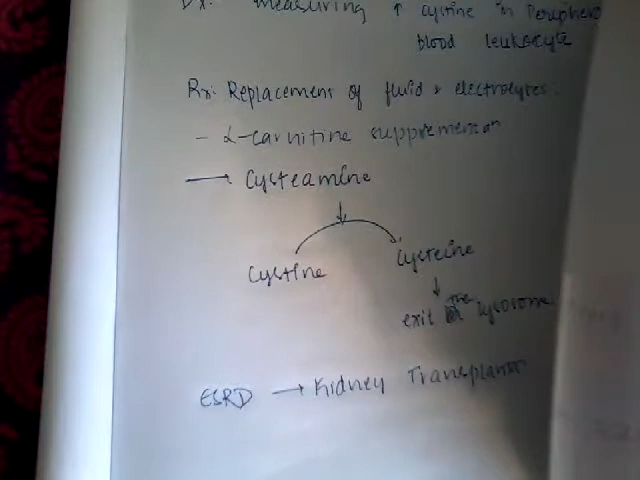 Dx: measuring ↑ cystine in Periphera
blood leukocyte
Rx: Replacement of fluid & electrolytes.
- L-carnitine supplementation
→ Cysteamine
↓
Cystine Cysteine
↓
exit the lysosome.
ESRD → Kidney Transplant